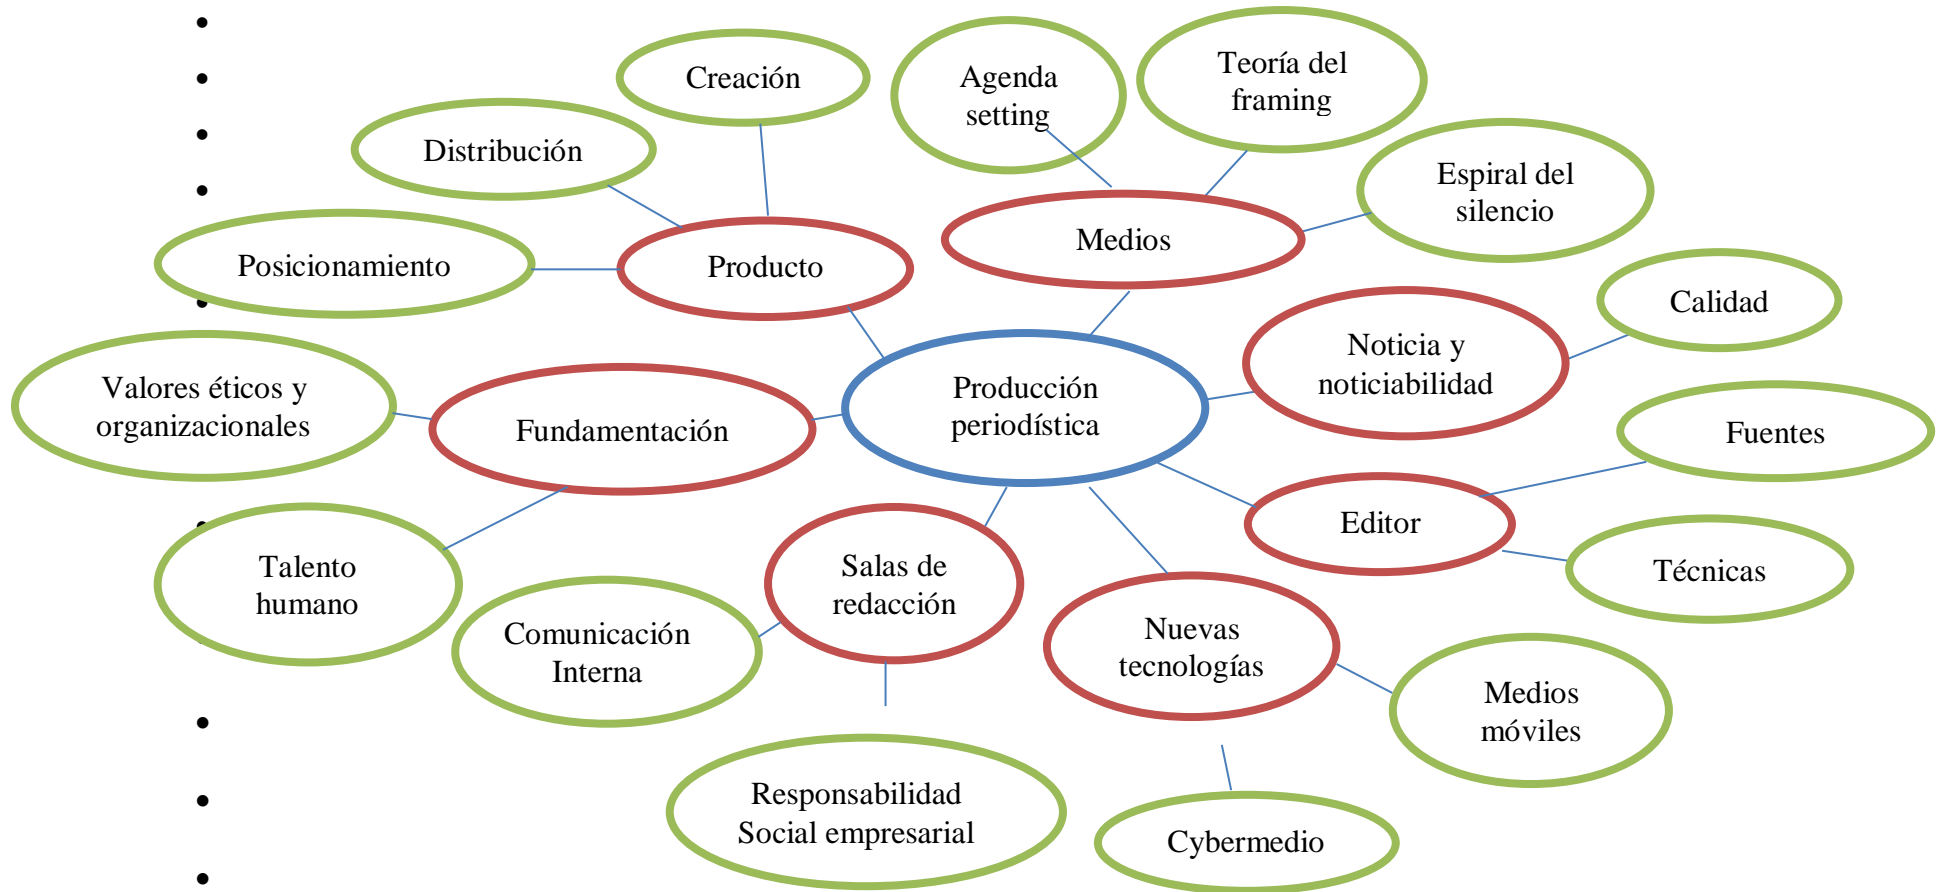 Creación
Agenda
setting
Teoría del
framing
Distribución
Espiral del
silencio
Posicionamiento
Producto
Medios
Calidad
Noticia y
noticiabilidad
Valores éticos y
organizacionales
Fundamentación
Producción
periodística
Fuentes
Editor
Talento
humano
Salas de
redacción
Técnicas
Comunicación
Interna
Nuevas
tecnologías
Medios
móviles
Responsabilidad
Social empresarial
Cybermedio